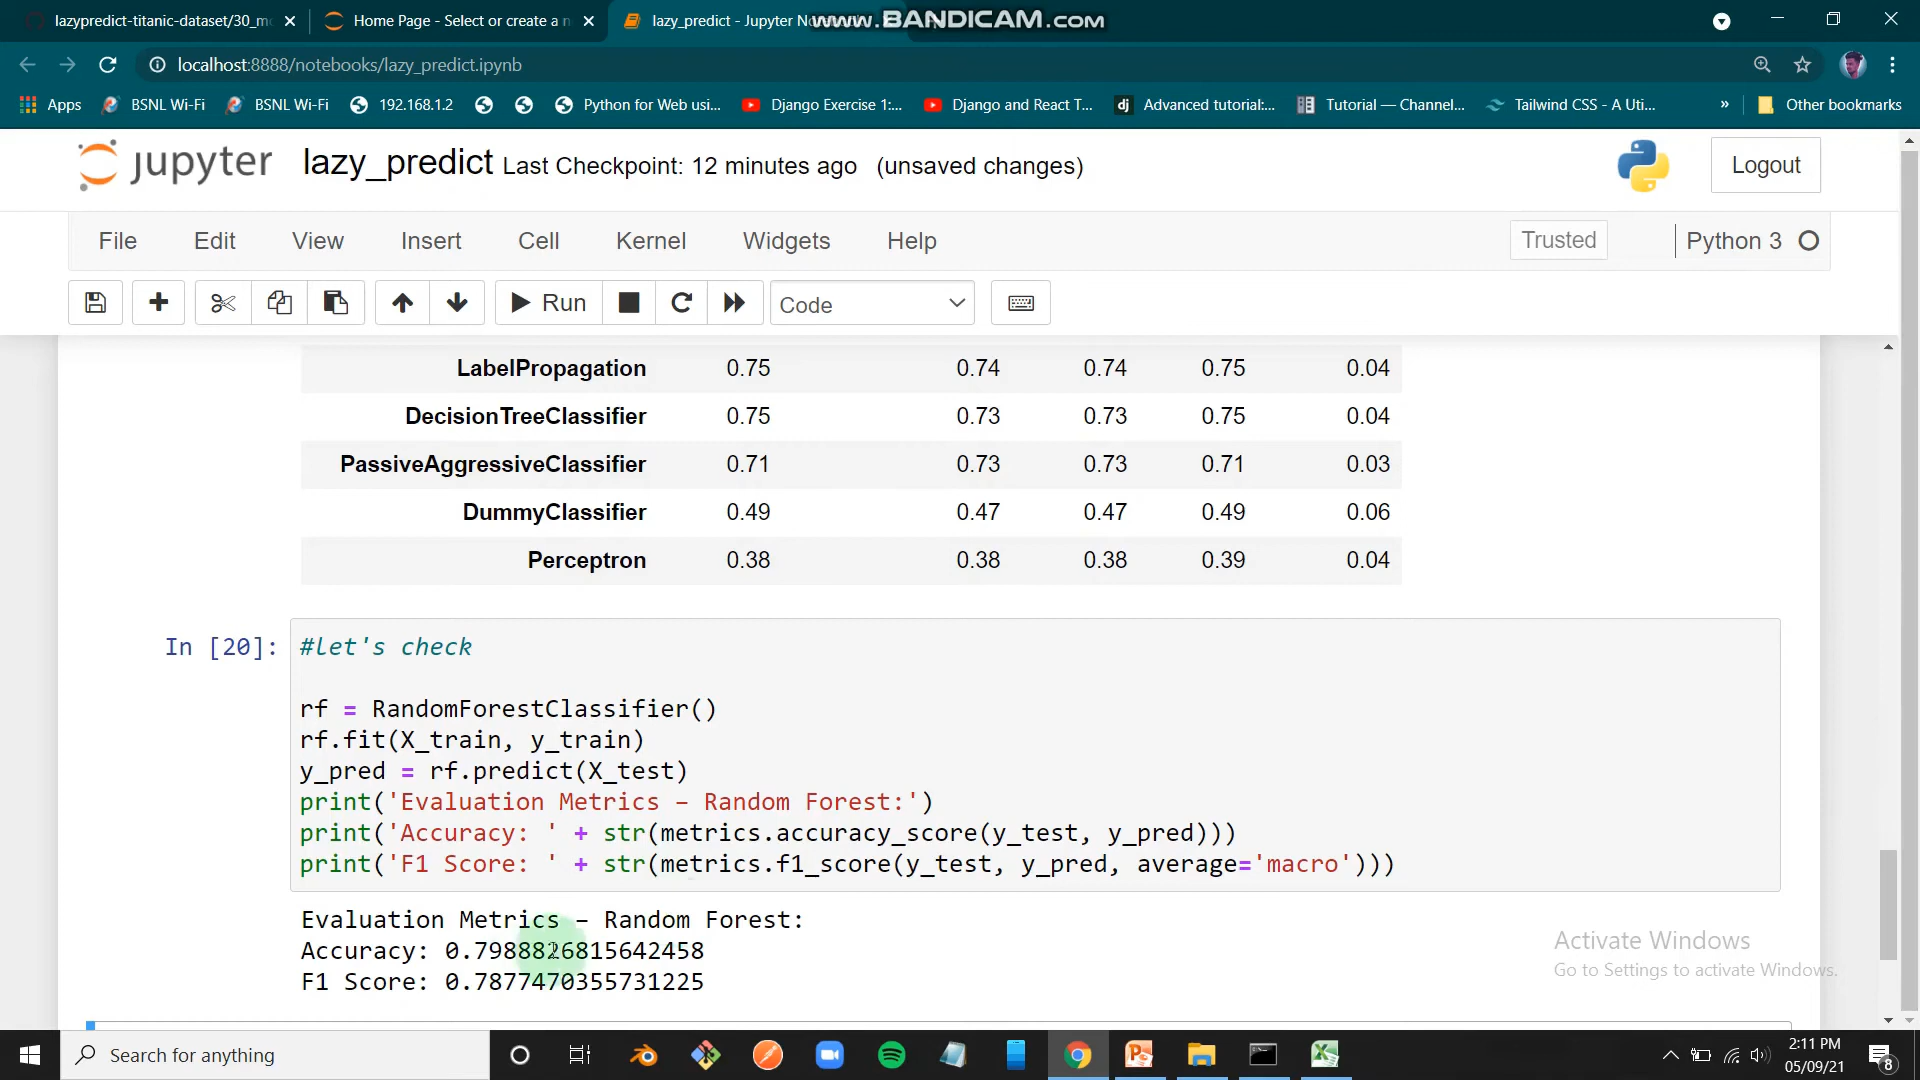 lazypredict-titanic-dataset/30_m
Home Page - Select or create a n
lazy_predict - Jupyter No
www.BANDICAM.com
localhost:8888/notebooks/lazy_predict.ipynb
Apps BSNL Wi-Fi BSNL Wi-Fi 192.168.1.2 Python for Web usi... Django Exercise 1:... Django and React T... dj Advanced tutorial:... Tutorial — Channel... Tailwind CSS - A Uti... » Other bookmarks
jupyter lazy_predict Last Checkpoint: 12 minutes ago (unsaved changes) Logout
File Edit View Insert Cell Kernel Widgets Help Trusted Python 3
Run Code
LabelPropagation 0.75 0.74 0.74 0.75 0.04
DecisionTreeClassifier 0.75 0.73 0.73 0.75 0.04
PassiveAggressiveClassifier 0.71 0.73 0.73 0.71 0.03
DummyClassifier 0.49 0.47 0.47 0.49 0.06
Perceptron 0.38 0.38 0.38 0.39 0.04
In [20]: #let's check
rf = RandomForestClassifier()
rf.fit(X_train, y_train)
y_pred = rf.predict(X_test)
print('Evaluation Metrics – Random Forest:')
print('Accuracy: ' + str(metrics.accuracy_score(y_test, y_pred)))
print('F1 Score: ' + str(metrics.f1_score(y_test, y_pred, average='macro')))
Evaluation Metrics – Random Forest:
Accuracy: 0.7988826815642458
F1 Score: 0.7877470355731225
Activate Windows
Go to Settings to activate Windows.
Search for anything
2:11 PM
05/09/21
8